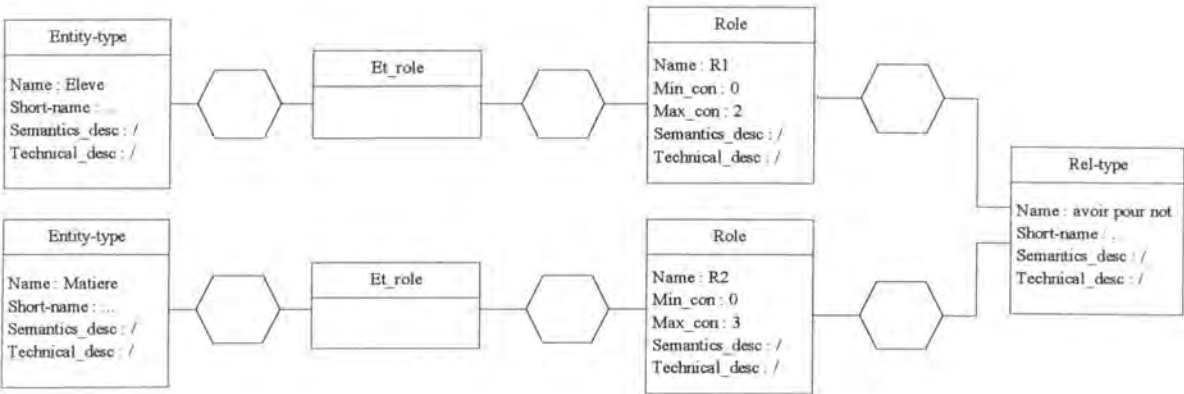 Entity-type
Name : Eleve
Short-name : ...
Semantics_desc : /
Technical_desc : /
Et_role
Role
Name : R1
Min_con : 0
Max_con : 2
Semantics_desc : /
Technical_desc : /
Rel-type
Name : avoir pour not
Short-name : .
Semantics_desc : /
Technical_desc : /
Entity-type
Name : Matiere
Short-name : ...
Semantics_desc : /
Technical_desc : /
Et_role
Role
Name : R2
Min_con : 0
Max_con : 3
Semantics_desc : /
Technical_desc : /